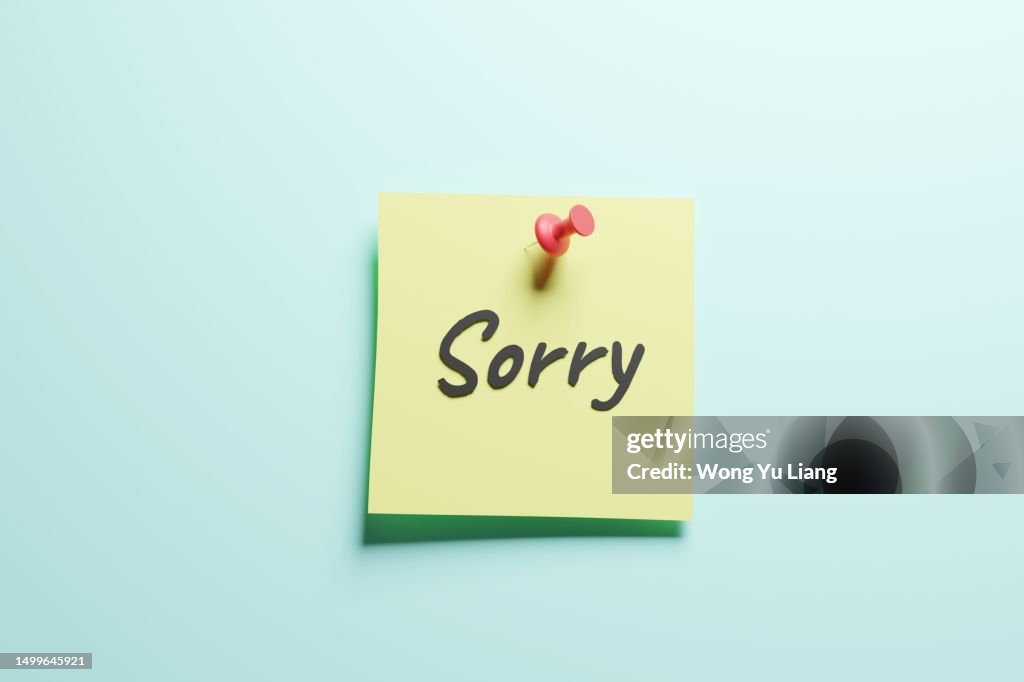 Sorry
gettyimages
Credit: Wong Yu Liang
1499645921